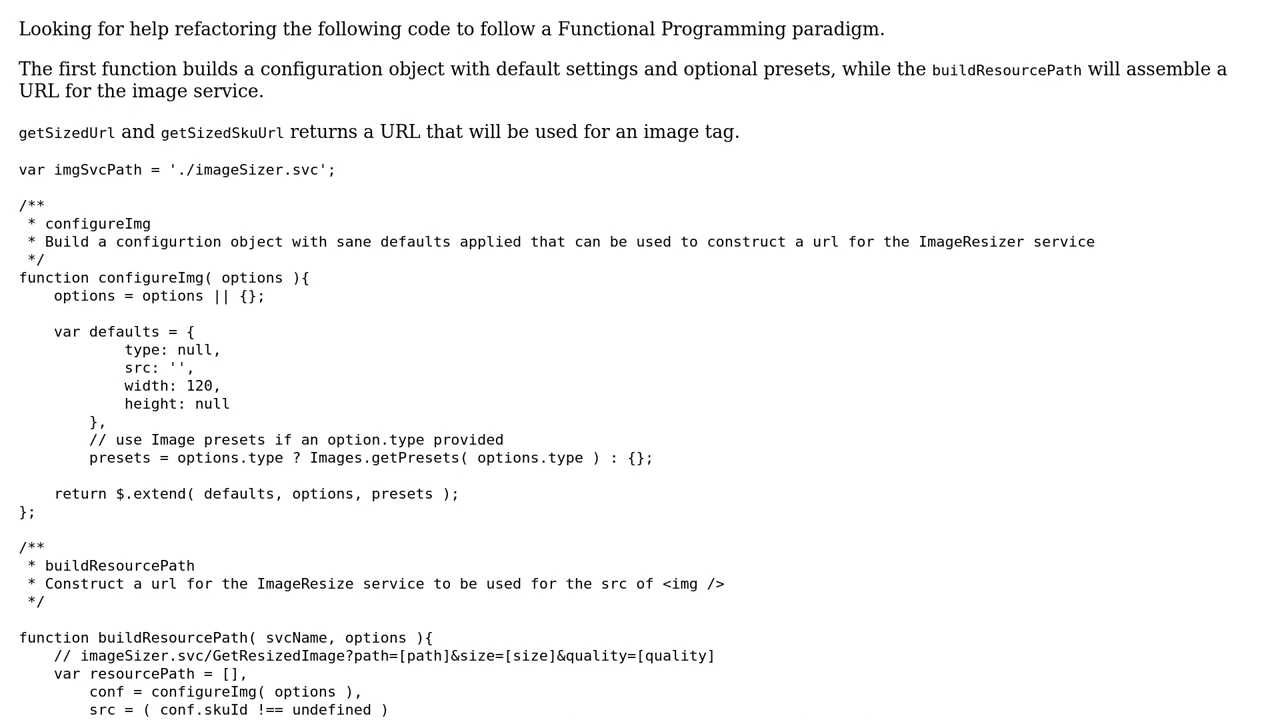 Looking for help refactoring the following code to follow a Functional Programming paradigm.
The first function builds a configuration object with default settings and optional presets, while the buildResourcePath will assemble a
URL for the image service.
getSizedUrl and getSizedSkuUrl returns a URL that will be used for an image tag.
var imgSvcPath = './imageSizer.svc';
/**
 * configureImg
 * Build a configurtion object with sane defaults applied that can be used to construct a url for the ImageResizer service
 */
function configureImg( options ){
    options = options || {};
    var defaults = {
            type: null,
            src: '',
            width: 120,
            height: null
        },
        // use Image presets if an option.type provided
        presets = options.type ? Images.getPresets( options.type ) : {};
    return $.extend( defaults, options, presets );
};
/**
 * buildResourcePath
 * Construct a url for the ImageResize service to be used for the src of <img />
 */
function buildResourcePath( svcName, options ){
    // imageSizer.svc/GetResizedImage?path=[path]&size=[size]&quality=[quality]
    var resourcePath = [],
        conf = configureImg( options ),
        src = ( conf.skuId !== undefined )